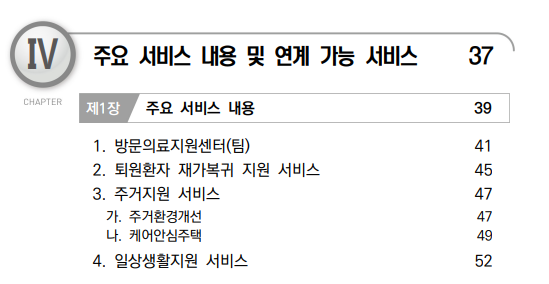 IV
CHAPTER
주요 서비스 내용 및 연계 가능 서비스 37
제1장 주요 서비스 내용 39
1. 방문의료지원센터(팀) 41
2. 퇴원환자 재가복귀 지원 서비스 45
3. 주거지원 서비스 47
가. 주거환경개선 47
나. 케어안심주택 49
4. 일상생활지원 서비스 52